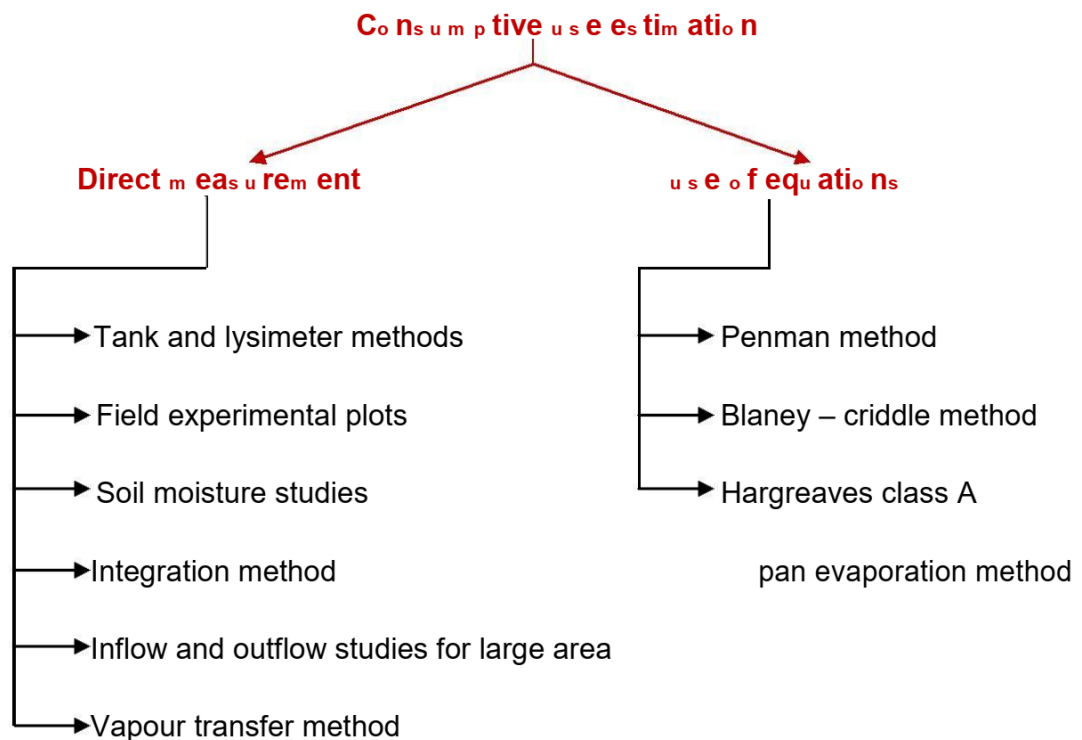 Consumptive use estimation
Direct measurement
use of equations
Tank and lysimeter methods
Field experimental plots
Soil moisture studies
Integration method
Inflow and outflow studies for large area
Vapour transfer method
Penman method
Blaney – criddle method
Hargreaves class A
pan evaporation method